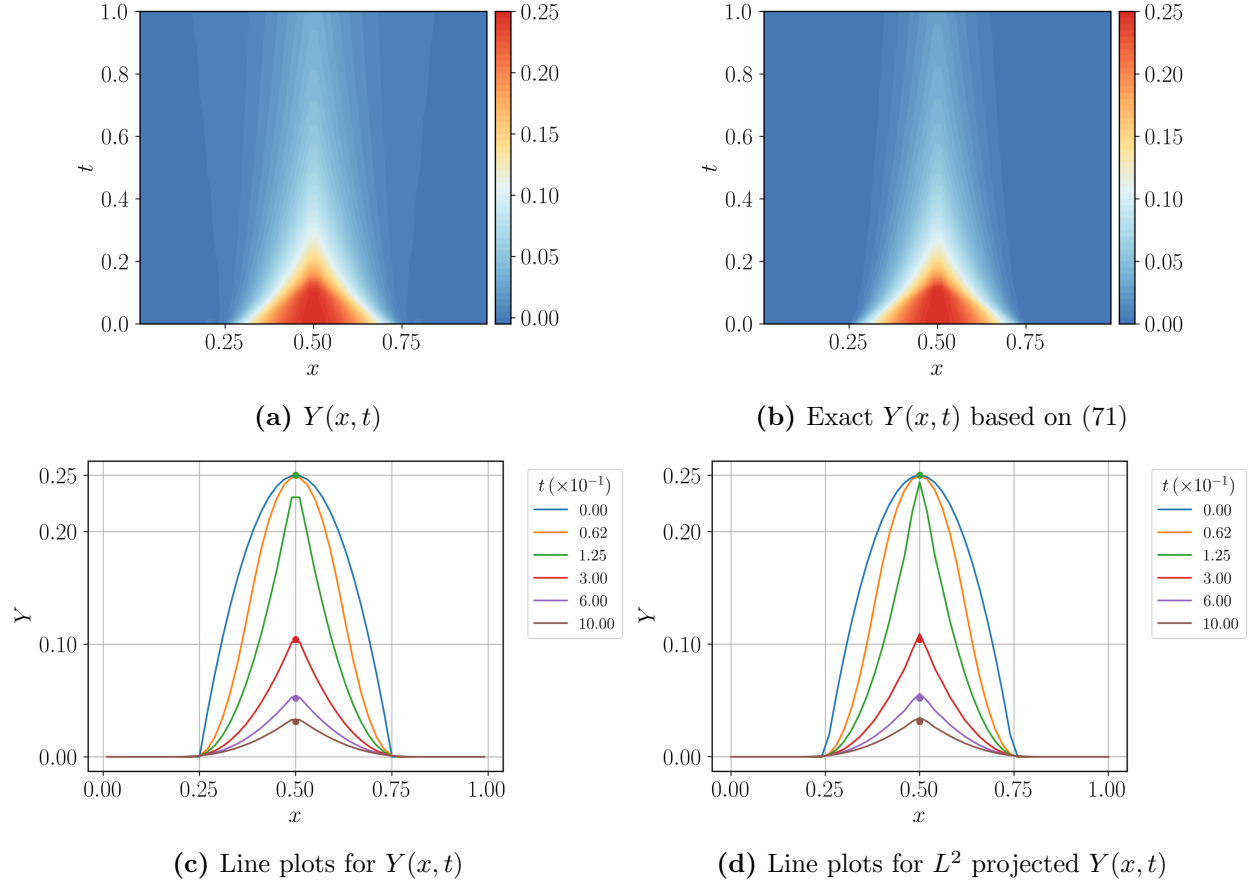 1.0
0.8
0.6
0.4
0.2
0.0
t
0.25 0.50 0.75
x
0.25
0.20
0.15
0.10
0.05
0.00
(a) Y(x, t)
1.0
0.8
0.6
0.4
0.2
0.0
t
0.25 0.50 0.75
x
0.25
0.20
0.15
0.10
0.05
0.00
(b) Exact Y(x, t) based on (71)
0.25
0.20
0.10
0.00
Y
0.00 0.25 0.50 0.75 1.00
x
t (×10⁻¹)
0.00
0.62
1.25
3.00
6.00
10.00
(c) Line plots for Y(x, t)
0.25
0.20
0.10
0.00
Y
0.00 0.25 0.50 0.75 1.00
x
t (×10⁻¹)
0.00
0.62
1.25
3.00
6.00
10.00
(d) Line plots for L² projected Y(x, t)